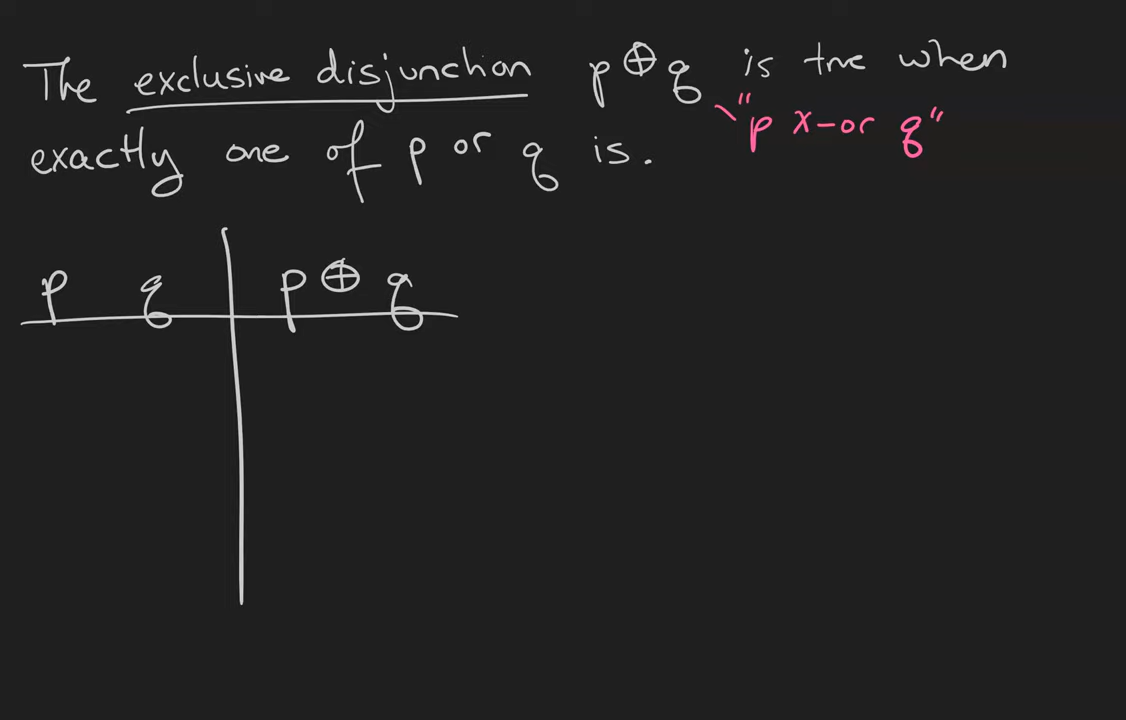 The exclusive disjunction p ⊕ q is true when
"p x-or q"
exactly one of p or q is.
p q p ⊕ q